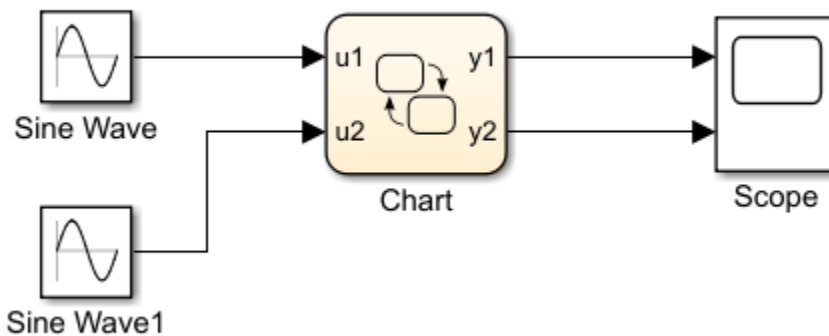 u1
y1
Sine Wave
u2
y2
Chart
Scope
Sine Wave1